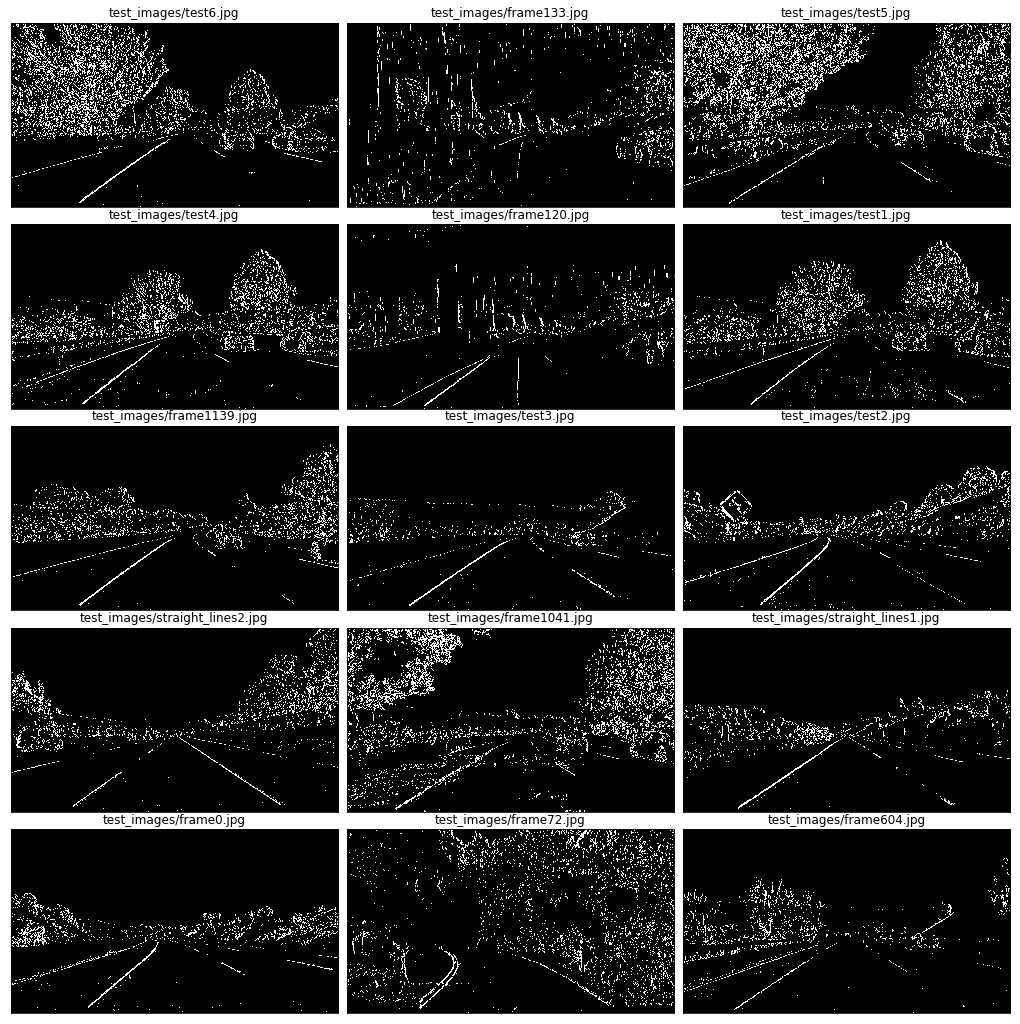 test_images/test6.jpg
test_images/frame133.jpg
test_images/test5.jpg
test_images/test4.jpg
test_images/frame120.jpg
test_images/test1.jpg
test_images/frame1139.jpg
test_images/test3.jpg
test_images/test2.jpg
test_images/straight_lines2.jpg
test_images/frame1041.jpg
test_images/straight_lines1.jpg
test_images/frame0.jpg
test_images/frame72.jpg
test_images/frame604.jpg